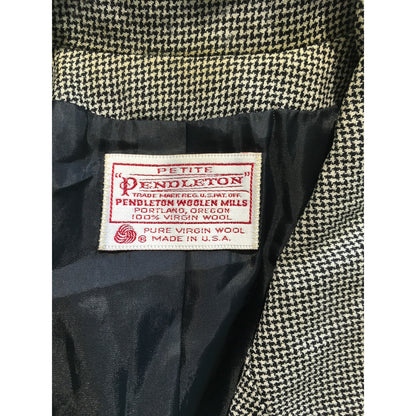 PETITE
"PENDLETON"
TRADE MARK REG. U.S. PAT. OFF.
PENDLETON WOOLEN MILLS
PORTLAND, OREGON
100% VIRGIN WOOL
PURE VIRGIN WOOL
® MADE IN U.S.A.